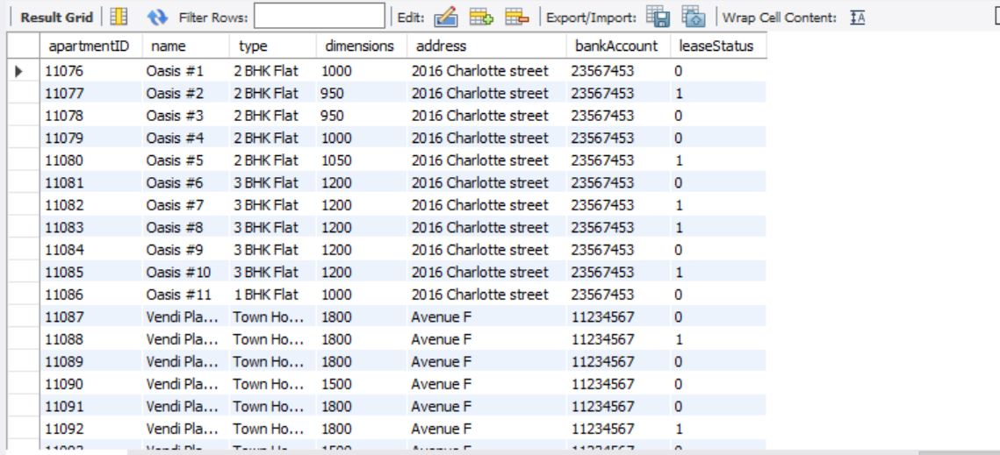 Result Grid Filter Rows: Edit: Export/Import: Wrap Cell Content:
apartmentID name type dimensions address bankAccount leaseStatus
11076 Oasis #1 2 BHK Flat 1000 2016 Charlotte street 23567453 0
11077 Oasis #2 2 BHK Flat 950 2016 Charlotte street 23567453 1
11078 Oasis #3 2 BHK Flat 950 2016 Charlotte street 23567453 0
11079 Oasis #4 2 BHK Flat 1000 2016 Charlotte street 23567453 0
11080 Oasis #5 2 BHK Flat 1050 2016 Charlotte street 23567453 1
11081 Oasis #6 3 BHK Flat 1200 2016 Charlotte street 23567453 0
11082 Oasis #7 3 BHK Flat 1200 2016 Charlotte street 23567453 1
11083 Oasis #8 3 BHK Flat 1200 2016 Charlotte street 23567453 1
11084 Oasis #9 3 BHK Flat 1200 2016 Charlotte street 23567453 0
11085 Oasis #10 3 BHK Flat 1200 2016 Charlotte street 23567453 1
11086 Oasis #11 1 BHK Flat 1000 2016 Charlotte street 23567453 0
11087 Vendi Pla... Town Ho... 1800 Avenue F 11234567 0
11088 Vendi Pla... Town Ho... 1800 Avenue F 11234567 1
11089 Vendi Pla... Town Ho... 1800 Avenue F 11234567 0
11090 Vendi Pla... Town Ho... 1500 Avenue F 11234567 0
11091 Vendi Pla... Town Ho... 1800 Avenue F 11234567 0
11092 Vendi Pla... Town Ho... 1800 Avenue F 11234567 1